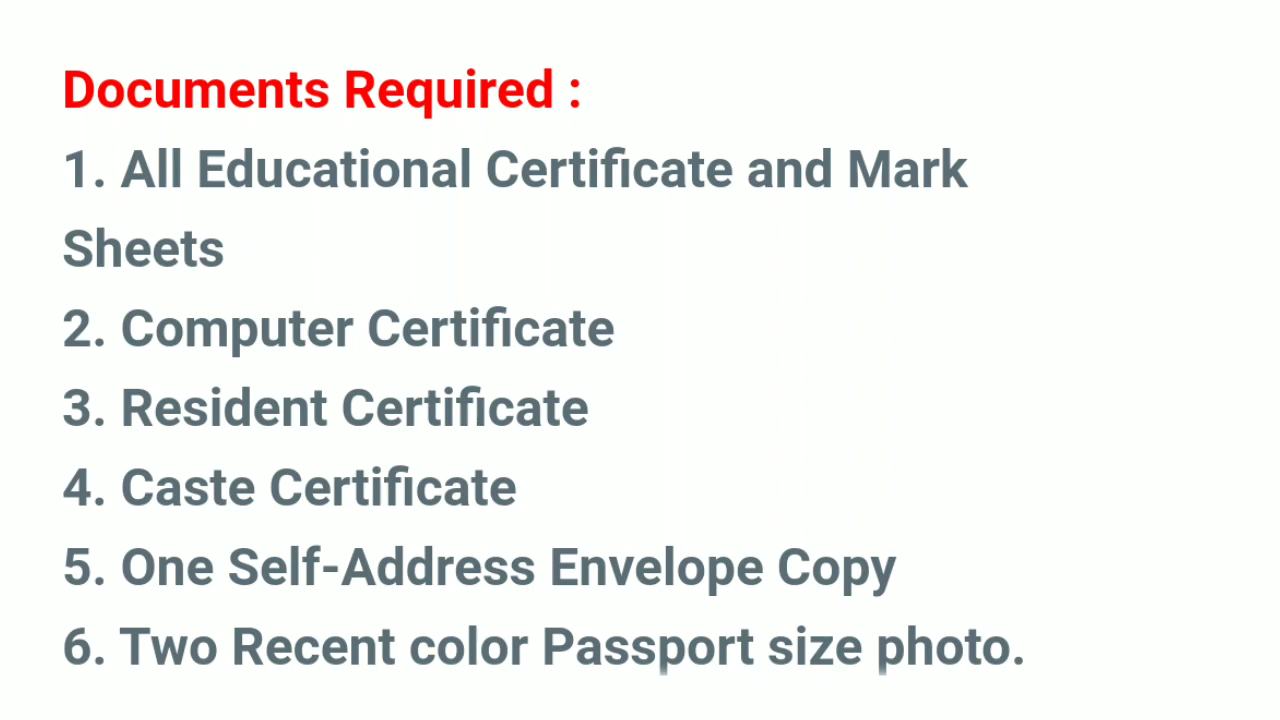 Documents Required :
1. All Educational Certificate and Mark
Sheets
2. Computer Certificate
3. Resident Certificate
4. Caste Certificate
5. One Self-Address Envelope Copy
6. Two Recent color Passport size photo.